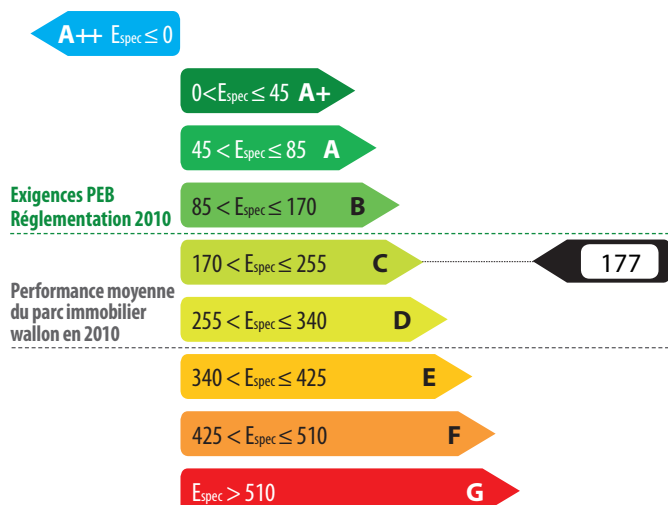 A++ Espec ≤ 0
0<Espec ≤ 45 A+
45 < Espec ≤ 85 A
Exigences PEB
Réglementation 2010
85 < Espec ≤ 170 B
170 < Espec ≤ 255 C
177
Performance moyenne
du parc immobilier
wallon en 2010
255 < Espec ≤ 340 D
340 < Espec ≤ 425 E
425 < Espec ≤ 510 F
Espec > 510 G